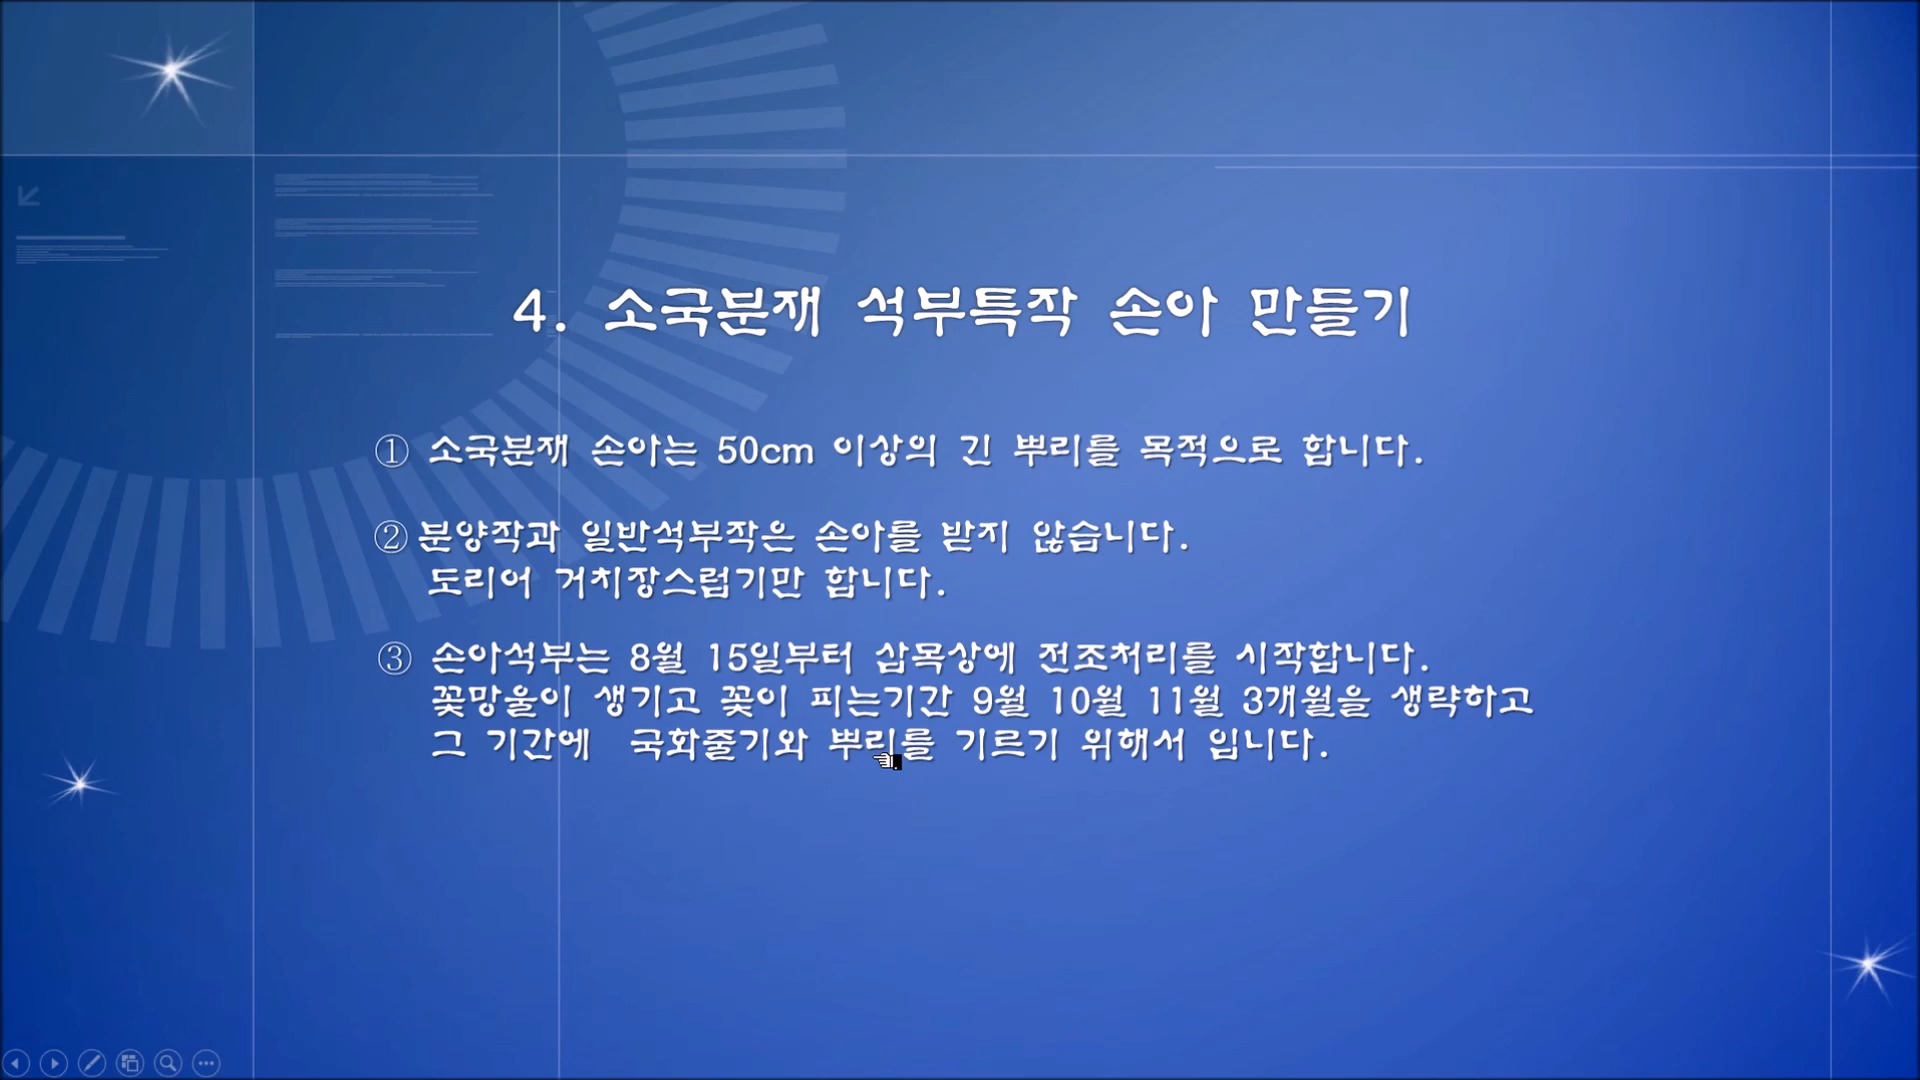 4. 소국분재 석부특작 손아 만들기
① 소국분재 손아는 50cm 이상의 긴 뿌리를 목적으로 합니다.
② 분양작과 일반석부작은 손아를 받지 않습니다.
도리어 거치장스럽기만 합니다.
③ 손아석부는 8월 15일부터 삽목상에 전조처리를 시작합니다.
꽃망울이 생기고 꽃이 피는기간 9월 10월 11월 3개월을 생략하고
그 기간에 국화줄기와 뿌리를 기르기 위해서 입니다.